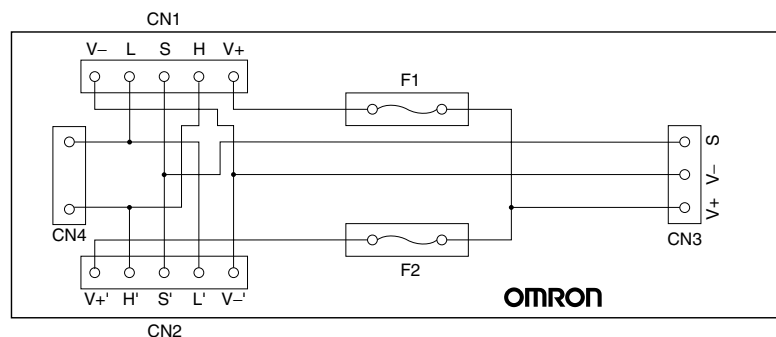 CN1
V− L S H V+
F1
S
V−
V+
CN4
CN3
F2
V+' H' S' L' V−'
OMRON
CN2